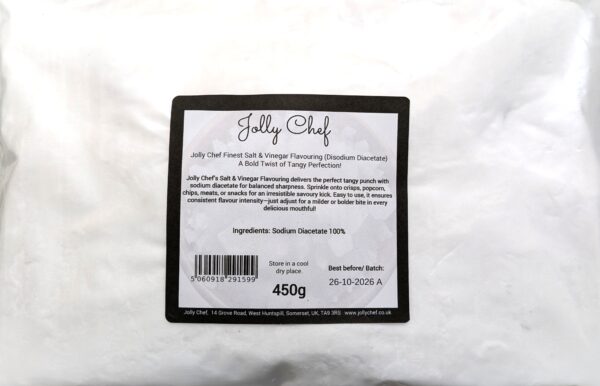 Jolly Chef
Jolly Chef Finest Salt & Vinegar Flavouring (Disodium Diacetate)
A Bold Twist of Tangy Perfection!
Jolly Chef's Salt & Vinegar Flavouring delivers the perfect tangy punch with
sodium diacetate for balanced sharpness. Sprinkle onto crisps, popcorn,
chips, meats, or snacks for an irresistible savoury kick. Easy to use, it ensures
consistent flavour intensity—just adjust for a milder or bolder bite in every
delicious mouthful!
Ingredients: Sodium Diacetate 100%
Store in a cool
dry place.
5 060918 291599
450g
Best before/ Batch:
26-10-2026 A
Jolly Chef, 14 Grove Road, West Huntspill, Somerset, UK, TA9 3RS www.jollychef.co.uk